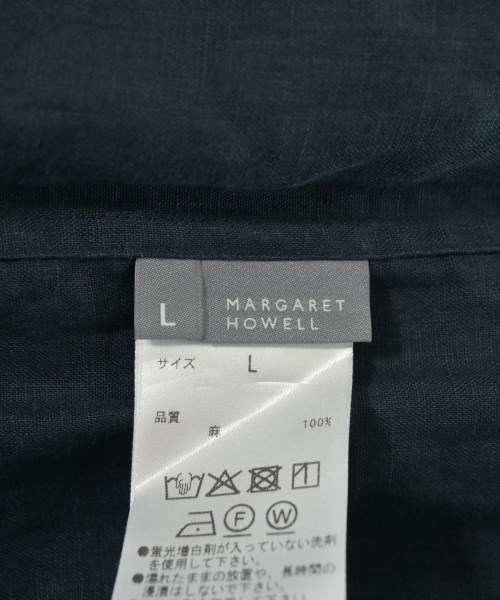 L
MARGARET
HOWELL
サイズ L
品質
麻 100%
F W
●蛍光増白剤が入っていない洗剤
を使用して下さい。
●濡れたままの放置や、長時間の
浸漬はしないで下さい。